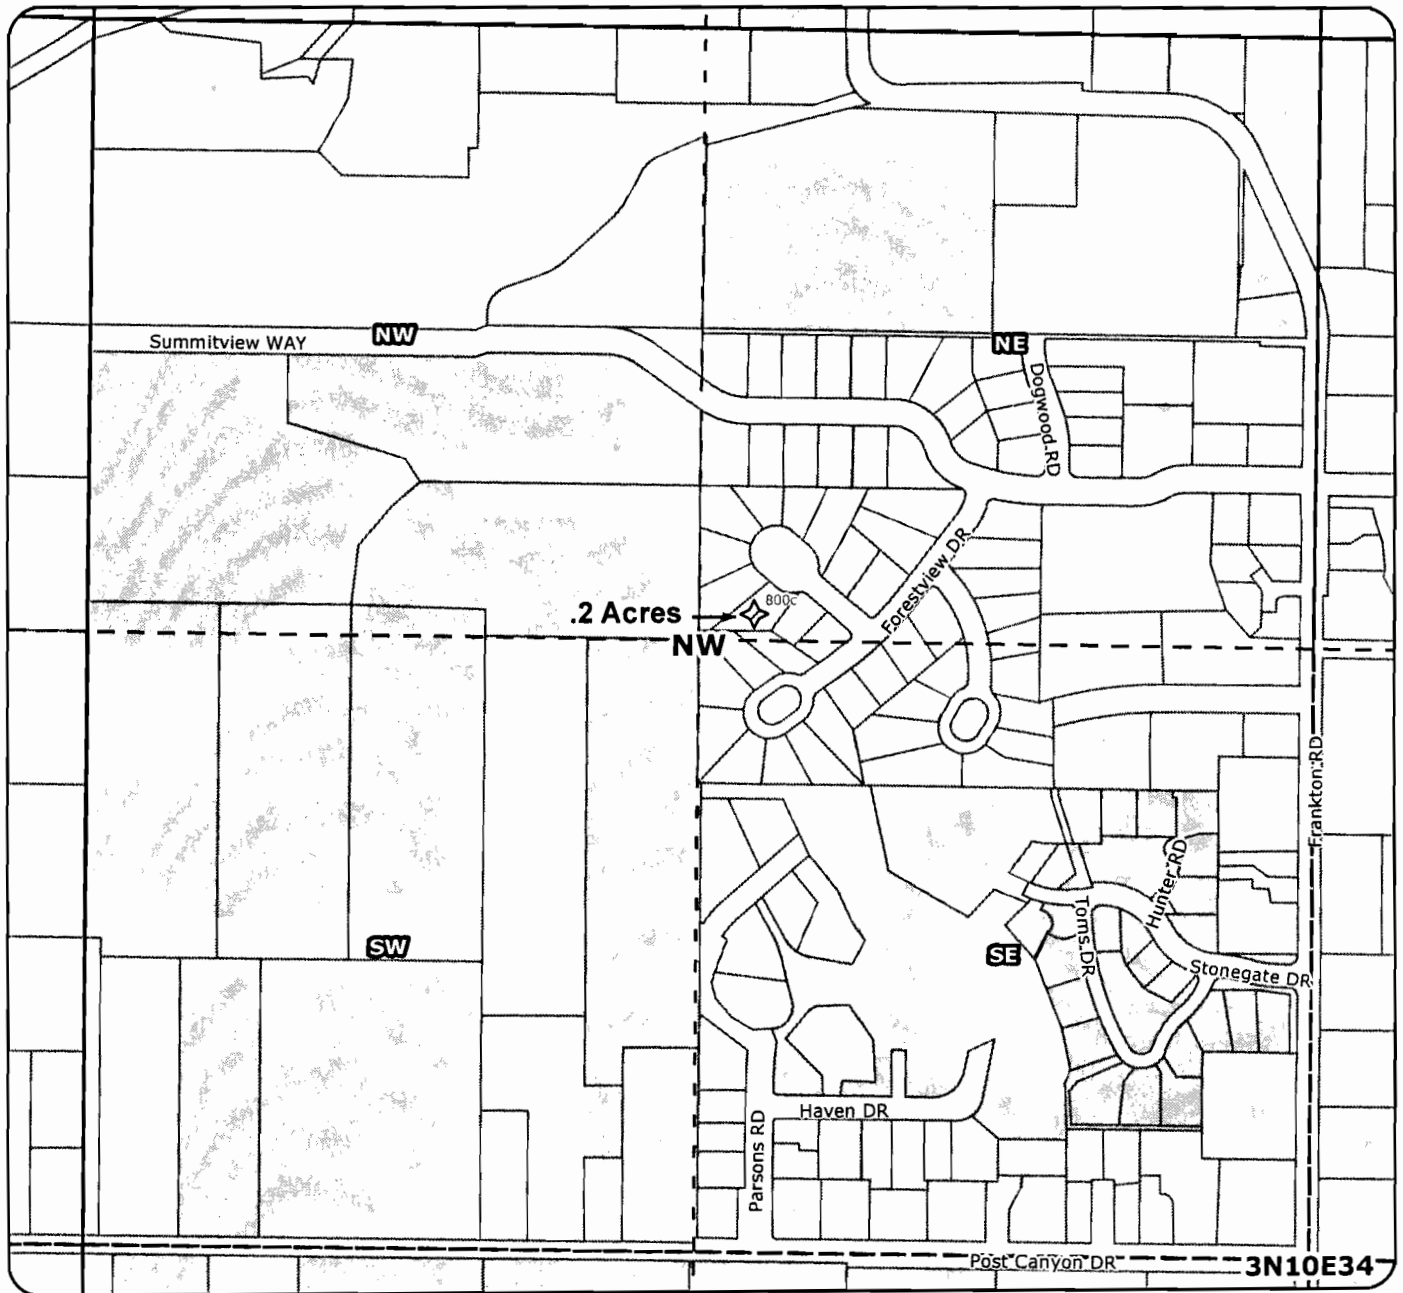 Summitview WAY
NW
NE
Dogwood RD
Forestview DR
800c
.2 Acres
NW
Frankton RD
Hunter RD
Toms DR
SW
SE
Stonegate DR
Haven DR
Parsons RD
Post Canyon DR
3N10E34